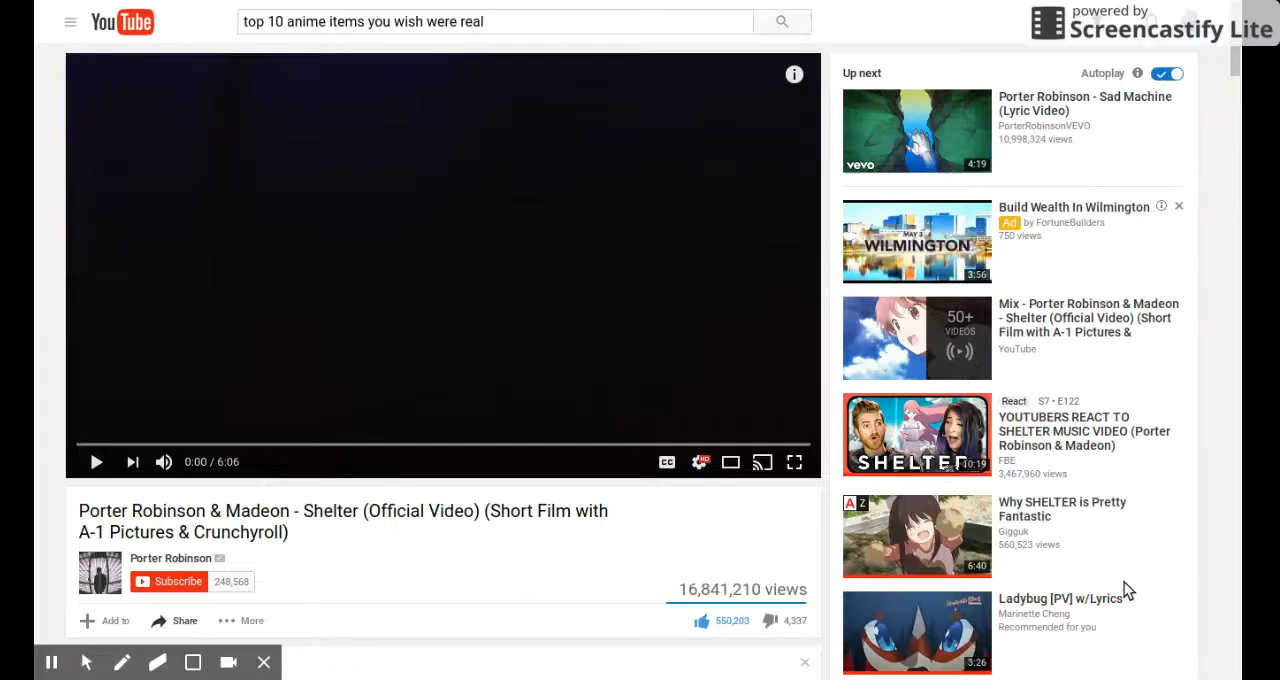 YouTube
top 10 anime items you wish were real
powered by
Screencastify Lite
Up next
Autoplay
Porter Robinson - Sad Machine
(Lyric Video)
PorterRobinsonVEVO
10,998,324 views
vevo
4:19
Build Wealth In Wilmington
Ad by FortuneBuilders
750 views
MAY 3
WILMINGTON
3:56
Mix - Porter Robinson & Madeon
- Shelter (Official Video) (Short
Film with A-1 Pictures &
YouTube
50+
VIDEOS
React S7 • E122
YOUTUBERS REACT TO
SHELTER MUSIC VIDEO (Porter
Robinson & Madeon)
FBE
3,467,960 views
SHELTER
10:19
Why SHELTER is Pretty
Fantastic
Gigguk
560,523 views
A Z
6:40
Ladybug [PV] w/Lyrics
Marinette Cheng
Recommended for you
3:26
0:00 / 6:06
CC
HD
Porter Robinson & Madeon - Shelter (Official Video) (Short Film with
A-1 Pictures & Crunchyroll)
Porter Robinson
Subscribe 248,568
16,841,210 views
Add to Share More
550,203 4,337